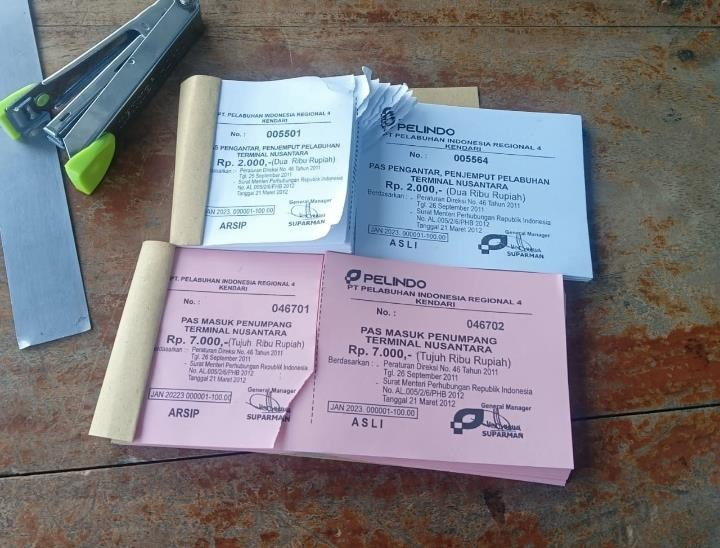 PT. PELABUHAN INDONESIA REGIONAL 4
KENDARI
No. : 005501
PAS PENGANTAR, PENJEMPUT PELABUHAN
TERMINAL NUSANTARA
Rp. 2.000,-(Dua Ribu Rupiah)
Peraturan Direksi No. 46 Tahun 2011
Tgl. 25 September 2011
Surat Menteri Perhubungan Republik Indonesia
No. AL.005/2/6/PHB 2012
Tanggal 21 Maret 2012
General Manager
JAN 2023. 000001-100.00
ARSIP
PELINDO
PT PELABUHAN INDONESIA REGIONAL 4
KENDARI
No. : 005564
PAS PENGANTAR, PENJEMPUT PELABUHAN
TERMINAL NUSANTARA
Rp. 2.000,-(Dua Ribu Rupiah)
Berdasarkan : - Peraturan Direksi No. 46 Tahun 2011
Tgl. 26 September 2011
- Surat Menteri Perhubungan Republik Indonesia
No. AL.005/2/6/PHB 2012
Tanggal 21 Maret 2012
General Manager
JAN 2023. 000001-100.00
ASLI
SUPARMAN
PT. PELABUHAN INDONESIA REGIONAL 4
KENDARI
No. : 046701
PAS MASUK PENUMPANG
TERMINAL NUSANTARA
Rp. 7.000,-(Tujuh Ribu Rupiah)
Berdasarkan : - Peraturan Direksi No. 46 Tahun 2011
Tgl. 26 September 2011
- Surat Menteri Perhubungan Republik Indonesia
No. AL.005/2/6/PHB 2012
Tanggal 21 Maret 2012
General Manager
JAN 20223 000001-100.00
ARSIP
PELINDO
PT PELABUHAN INDONESIA REGIONAL 4
KENDARI
No. : 046702
PAS MASUK PENUMPANG
TERMINAL NUSANTARA
Rp. 7.000,-(Tujuh Ribu Rupiah)
Berdasarkan : - Peraturan Direksi No. 46 Tahun 2011
Tgl. 26 September 2011
- Surat Menteri Perhubungan Republik Indonesia
No. AL.005/2/6/PHB 2012
Tanggal 21 Maret 2012
General Manager
JAN 2023. 000001-100.00
ASLI
SUPARMAN